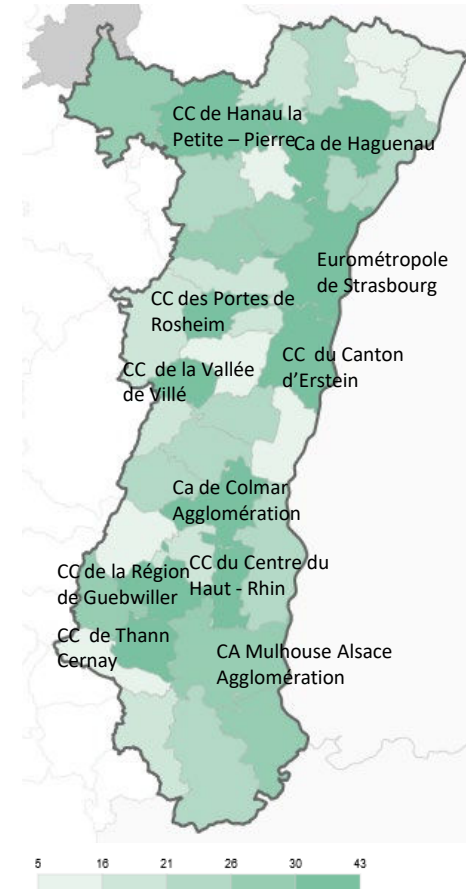 CC de Hanau la
Petite – Pierre
Ca de Haguenau
Eurométropole
de Strasbourg
CC des Portes de
Rosheim
CC du Canton
d’Erstein
CC de la Vallée
de Villé
Ca de Colmar
Agglomération
CC de la Région
de Guebwiller
CC du Centre du
Haut - Rhin
CC de Thann
Cernay
CA Mulhouse Alsace
Agglomération
5 16 21 26 30 43